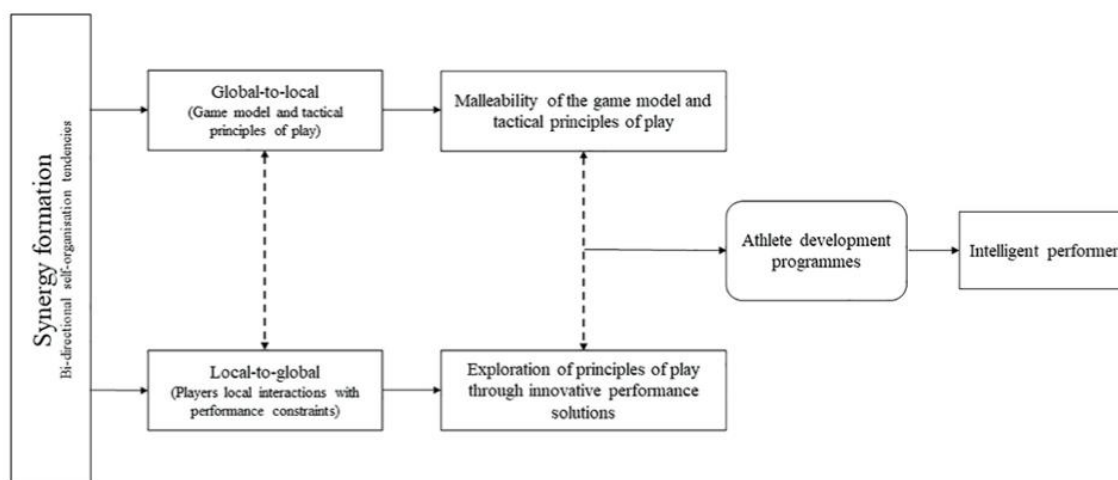 Synergy formation
Bi-directional self-organisation tendencies
Global-to-local
(Game model and tactical
principles of play)
Malleability of the game model and
tactical principles of play
Athlete development
programmes
Intelligent performer
Local-to-global
(Players local interactions with
performance constraints)
Exploration of principles of play
through innovative performance
solutions